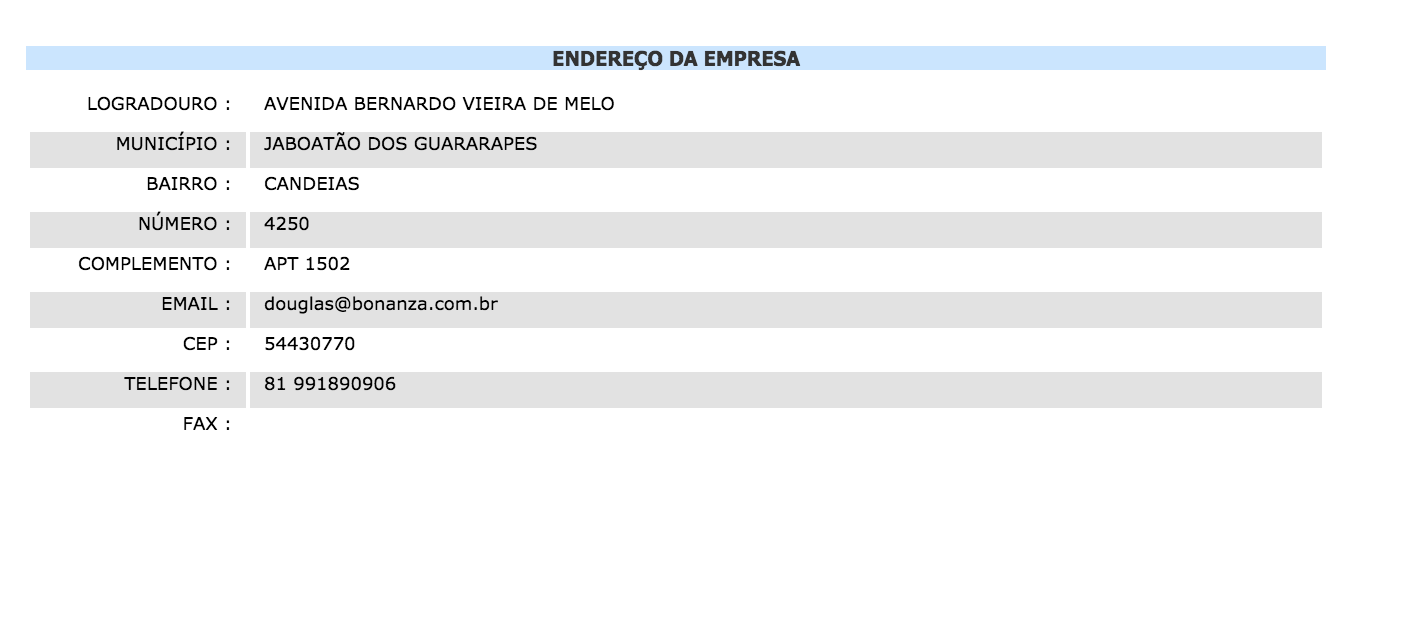 ENDEREÇO DA EMPRESA
LOGRADOURO : AVENIDA BERNARDO VIEIRA DE MELO
MUNICÍPIO : JABOATÃO DOS GUARARAPES
BAIRRO : CANDEIAS
NÚMERO : 4250
COMPLEMENTO : APT 1502
EMAIL : douglas@bonanza.com.br
CEP : 54430770
TELEFONE : 81 991890906
FAX :